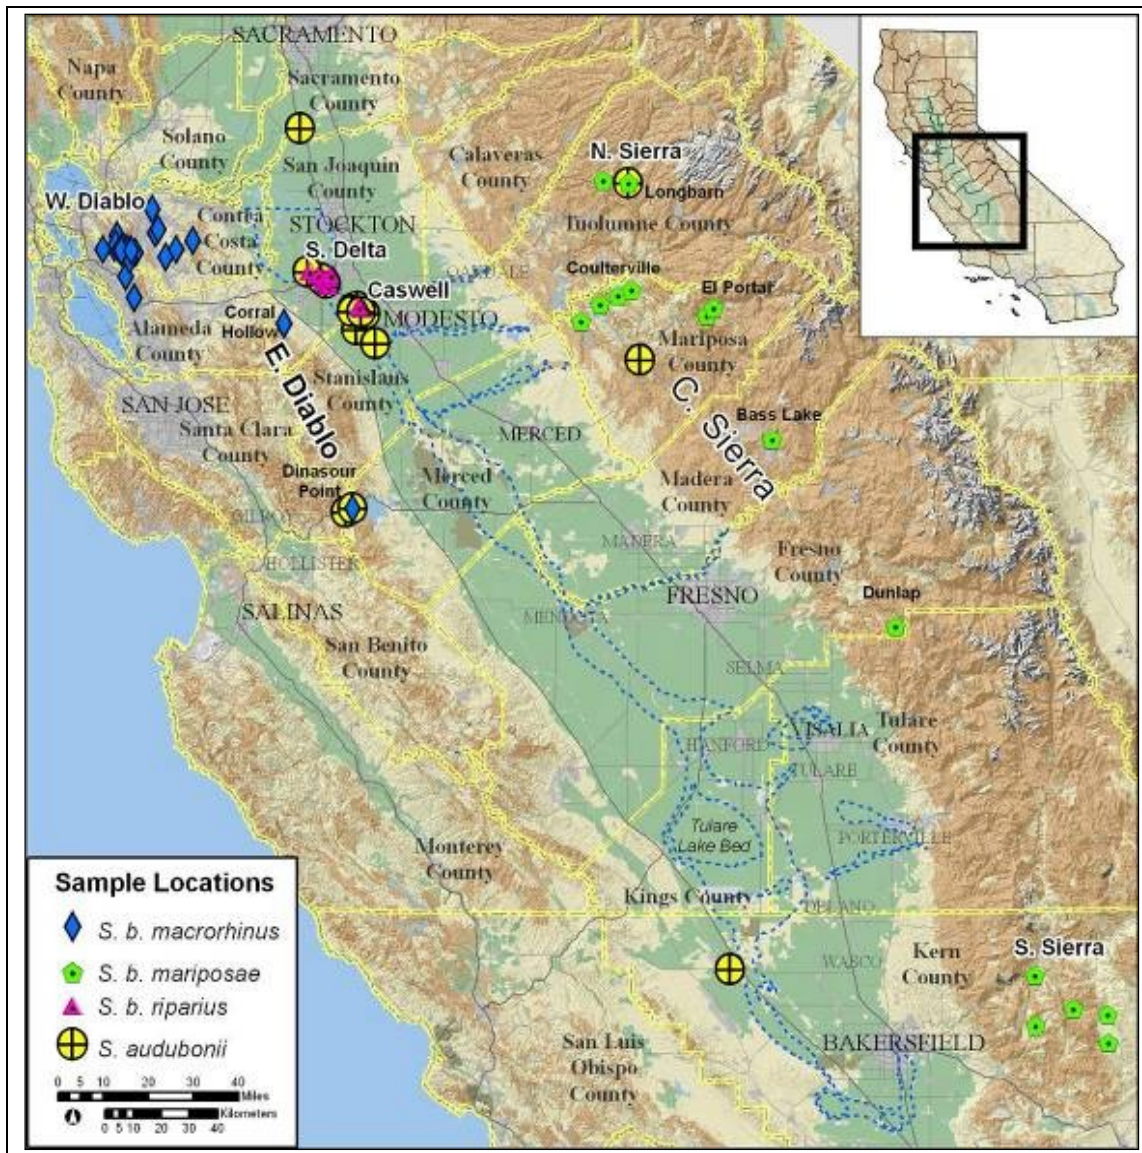 SACRAMENTO
Napa
County
Sacramento
County
Solano
County
San Joaquin
County
Calaveras
County
N. Sierra
Longbarn
Tuolumne County
W. Diablo
Contra
Costa
County
STOCKTON
S. Delta
OAKDALE
Coulterville
El Portal
Caswell
MODESTO
Corral
Hollow
Alameda
County
Mariposa
County
E. Diablo
Stanislaus
County
SAN JOSE
Santa Clara
County
C. Sierra
Bass Lake
MERCED
Merced
County
Madera
County
Dinasour
Point
GILROY
HOLLISTER
MADERA
Fresno
County
Dunlap
SALINAS
MENDOTA
FRESNO
San Benito
County
SELMA
VISALIA
Tulare
County
HANFORD
TULARE
Tulare
Lake Bed
PORTERVILLE
Monterey
County
Kings County
DELANO
WASCO
Kern
County
S. Sierra
San Luis
Obispo
County
BAKERSFIELD
Sample Locations
S. b. macrorhinus
S. b. mariposae
S. b. riparius
S. audubonii
0 5 10 20 30 40
Miles
Kilometers
0 5 10 20 30 40